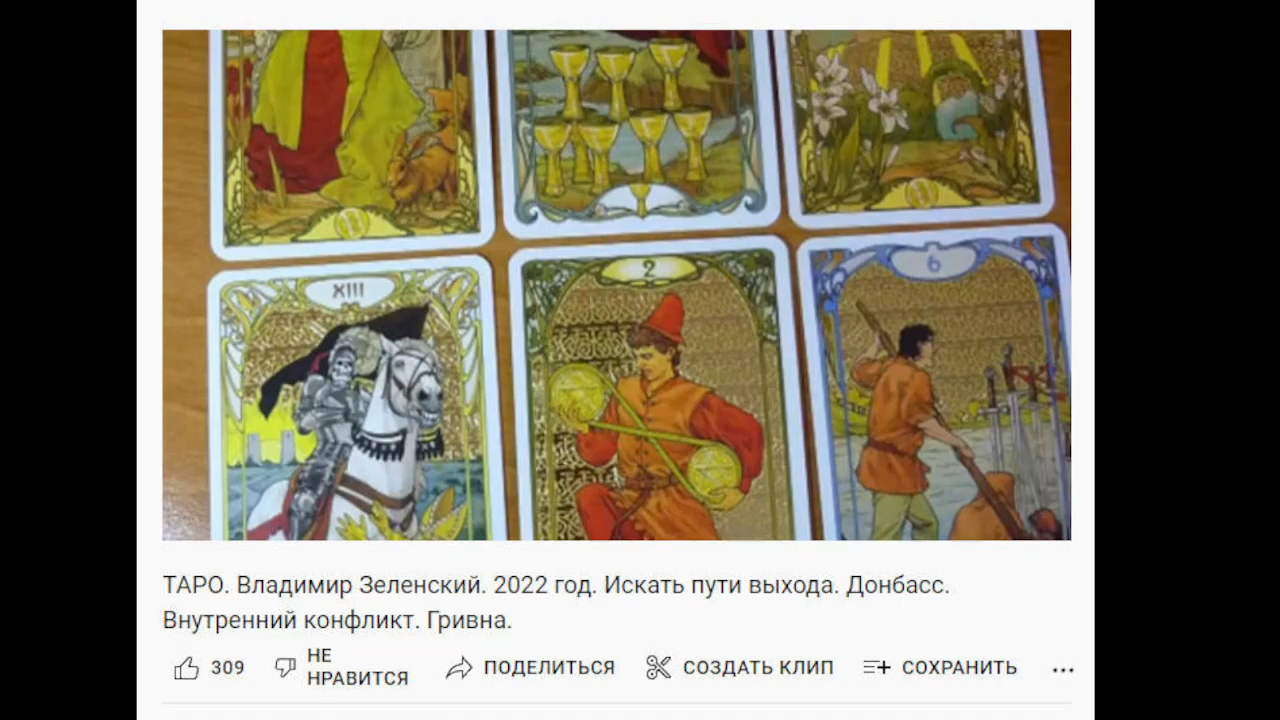 XIII
2
6
ТАРО. Владимир Зеленский. 2022 год. Искать пути выхода. Донбасс.
Внутренний конфликт. Гривна.
309
НЕ
НРАВИТСЯ
ПОДЕЛИТЬСЯ
СОЗДАТЬ КЛИП
СОХРАНИТЬ
...